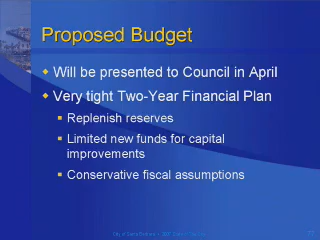 Proposed Budget
Will be presented to Council in April
Very tight Two-Year Financial Plan
Replenish reserves
Limited new funds for capital
improvements
Conservative fiscal assumptions